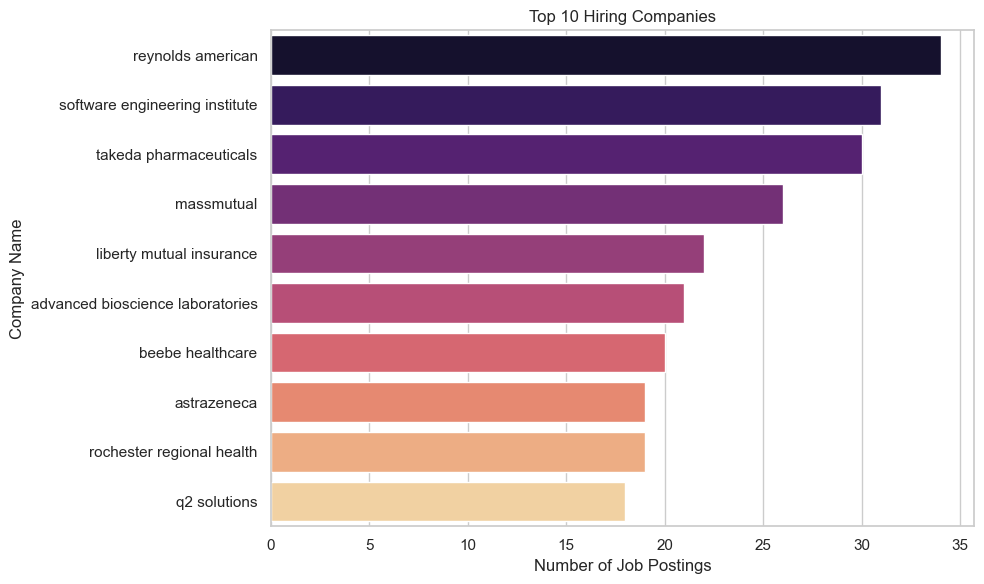 Top 10 Hiring Companies
Company Name
reynolds american
software engineering institute
takeda pharmaceuticals
massmutual
liberty mutual insurance
advanced bioscience laboratories
beebe healthcare
astrazeneca
rochester regional health
q2 solutions
0 5 10 15 20 25 30 35
Number of Job Postings